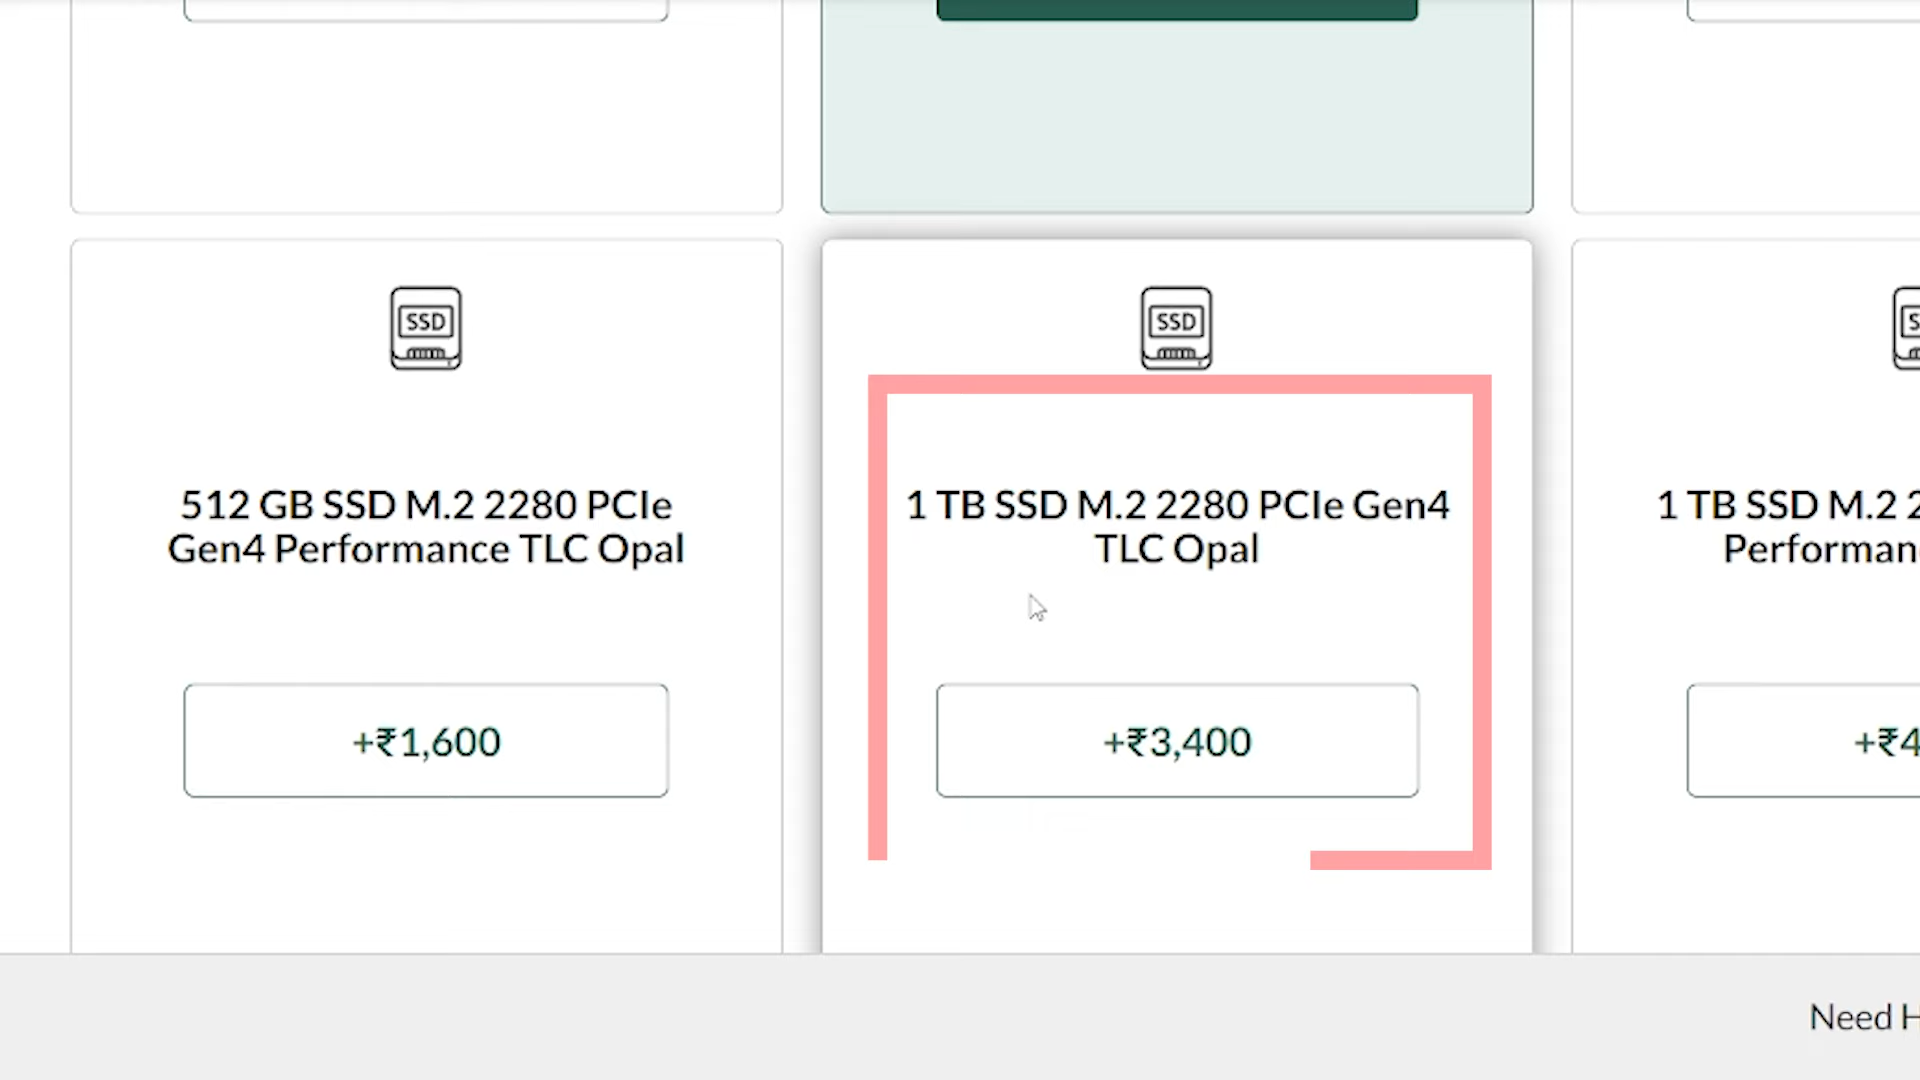 SSD
SSD
512 GB SSD M.2 2280 PCIe
Gen4 Performance TLC Opal
1 TB SSD M.2 2280 PCIe Gen4
TLC Opal
1 TB SSD M.2
+₹1,600
+₹3,400
+₹4
Need